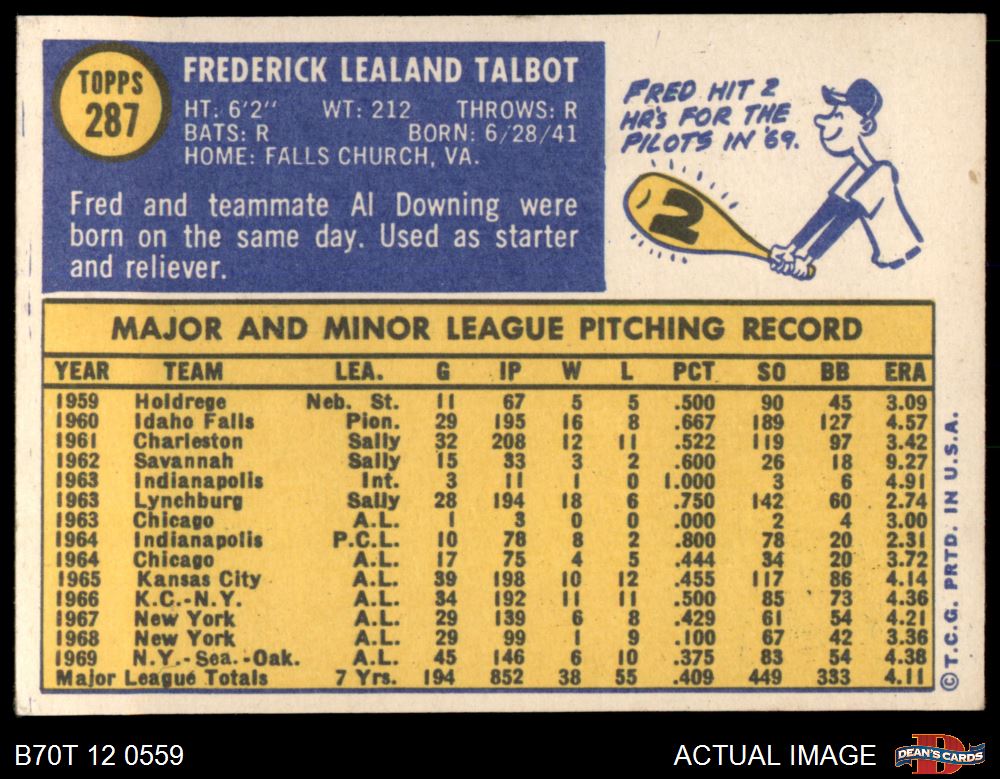 TOPPS
287
FREDERICK LEALAND TALBOT
HT: 6'2" WT: 212 THROWS: R
BATS: R BORN: 6/28/41
HOME: FALLS CHURCH, VA.
Fred and teammate Al Downing were
born on the same day. Used as starter
and reliever.
FRED HIT 2
HR's FOR THE
PILOTS IN '69.
2
MAJOR AND MINOR LEAGUE PITCHING RECORD
YEAR TEAM LEA. G IP W L PCT SO BB ERA
1959 Holdrege Neb. St. 11 67 5 5 .500 90 45 3.09
1960 Idaho Falls Pion. 29 195 16 8 .667 189 127 4.57
1961 Charleston Sally 32 208 12 11 .522 119 97 3.42
1962 Savannah Sally 15 33 3 2 .600 26 18 9.27
1963 Indianapolis Int. 3 11 1 0 1.000 3 6 4.91
1963 Lynchburg Sally 28 194 18 6 .750 142 60 2.74
1963 Chicago A.L. 1 3 0 0 .000 2 4 3.00
1964 Indianapolis P.C.L. 10 78 8 2 .800 78 20 2.31
1964 Chicago A.L. 17 75 4 5 .444 34 20 3.72
1965 Kansas City A.L. 39 198 10 12 .455 117 86 4.14
1966 K.C.-N.Y. A.L. 34 192 11 11 .500 85 73 4.36
1967 New York A.L. 29 139 6 8 .429 61 54 4.21
1968 New York A.L. 29 99 1 9 .100 67 42 3.36
1969 N.Y.-Sea.-Oak. A.L. 45 146 6 10 .375 83 54 4.38
Major League Totals 7 Yrs. 194 852 38 55 .409 449 333 4.11
©T.C.G. PRTD. IN U.S.A.
B70T 12 0559
ACTUAL IMAGE
D
DEAN'S CARDS